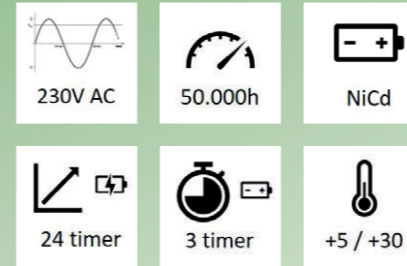 230V AC
50.000h
- +
NiCd
24 timer
- +
3 timer
+5 / +30